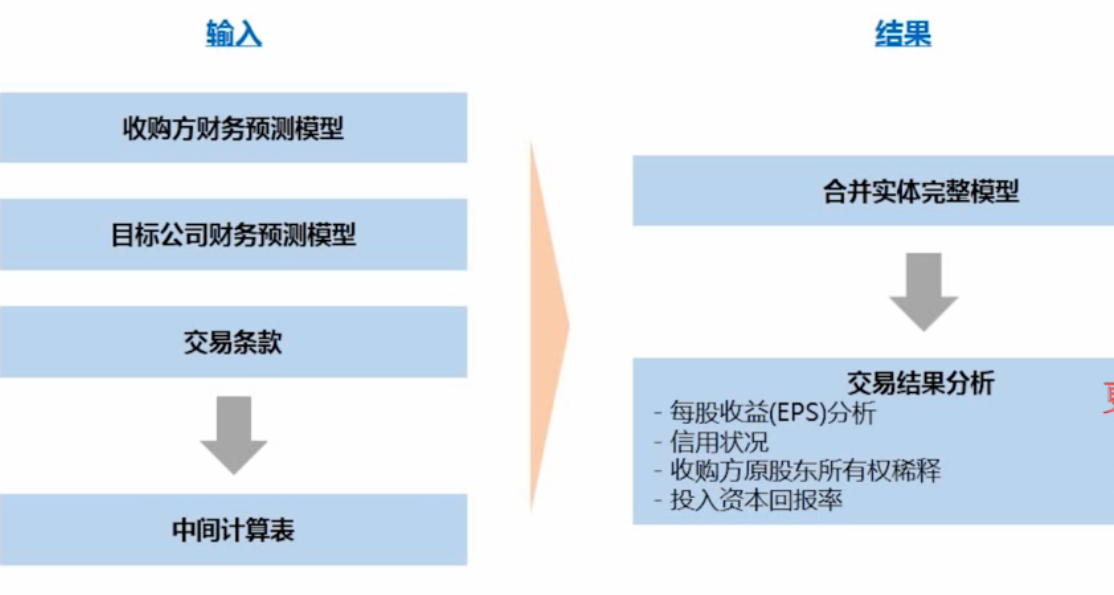 输入
收购方财务预测模型
目标公司财务预测模型
交易条款
中间计算表
结果
合并实体完整模型
交易结果分析
- 每股收益(EPS)分析
- 信用状况
- 收购方原股东所有权稀释
- 投入资本回报率